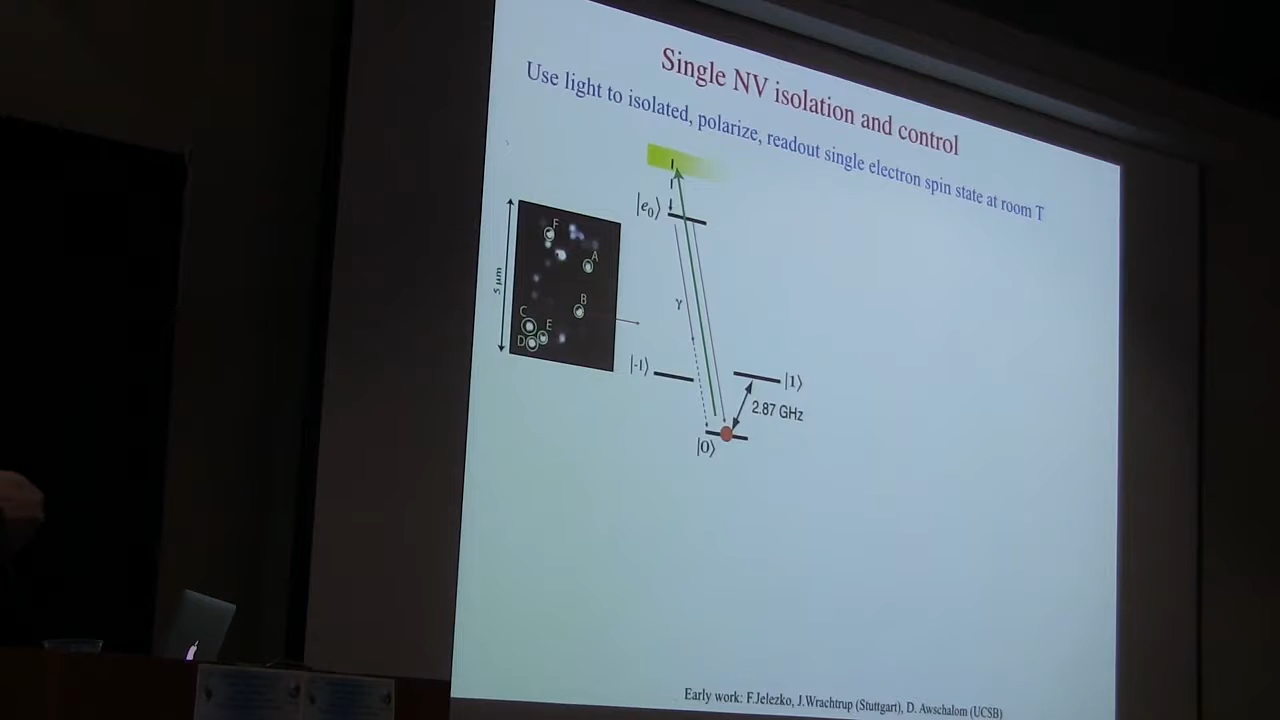 Single NV isolation and control
Use light to isolated, polarize, readout single electron spin state at room T
|e₀⟩
F
A
5 µm
B
γ
C
E
D
|-1⟩
|1⟩
2.87 GHz
|0⟩
Early work: F.Jelezko, J.Wrachtrup (Stuttgart), D. Awschalom (UCSB)